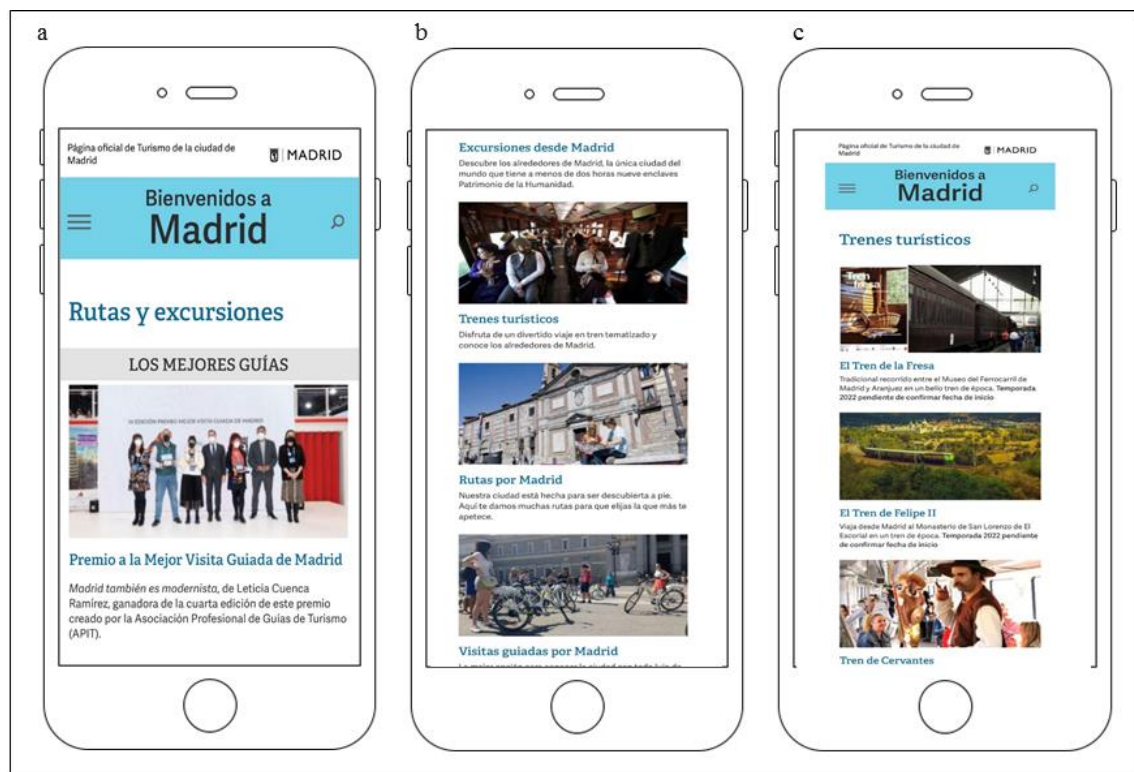 a
Página oficial de Turismo de la ciudad de
Madrid
MADRID
Bienvenidos a
Madrid
Rutas y excursiones
LOS MEJORES GUÍAS
EDICIÓN PREMIO MEJOR VISITA GUIADA DE MADRID
Premio a la Mejor Visita Guiada de Madrid
Madrid también es modernista, de Leticia Cuenca
Ramírez, ganadora de la cuarta edición de este premio
creado por la Asociación Profesional de Guías de Turismo
(APIT).
b
Excursiones desde Madrid
Descubre los alrededores de Madrid, la única ciudad del
mundo que tiene a menos de dos horas nueve enclaves
Patrimonio de la Humanidad.
Trenes turísticos
Disfruta de un divertido viaje en tren tematizado y
conoce los alrededores de Madrid.
Rutas por Madrid
Nuestra ciudad está hecha para ser descubierta a pie.
Aquí te damos muchas rutas para que elijas la que más te
apetece.
Visitas guiadas por Madrid
c
Página oficial de Turismo de la ciudad de
Madrid
MADRID
Bienvenidos a
Madrid
Trenes turísticos
Tren
fresa
El Tren de la Fresa
Tradicional recorrido entre el Museo del Ferrocarril de
Madrid y Aranjuez en un bello tren de época. Temporada
2022 pendiente de confirmar fecha de inicio
El Tren de Felipe II
Viaja desde Madrid al Monasterio de San Lorenzo de El
Escorial en un tren de época. Temporada 2022 pendiente
de confirmar fecha de inicio
Tren de Cervantes